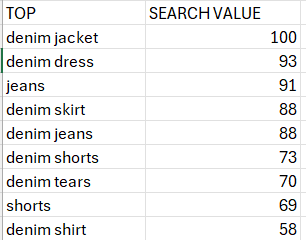 TOP SEARCH VALUE
denim jacket 100
denim dress 93
jeans 91
denim skirt 88
denim jeans 88
denim shorts 73
denim tears 70
shorts 69
denim shirt 58